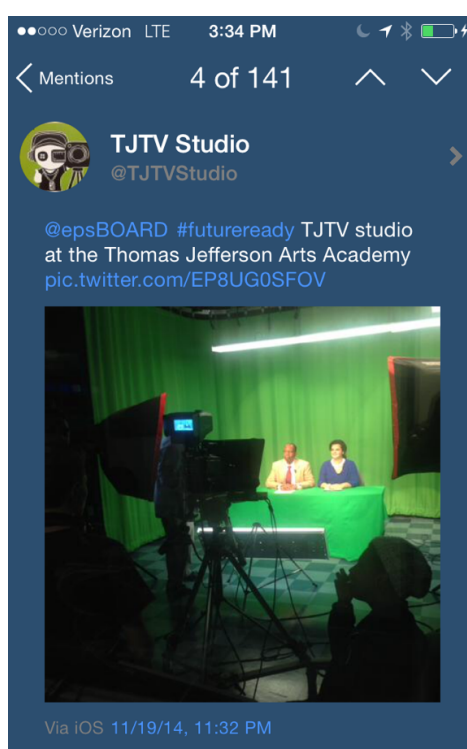 Verizon LTE 3:34 PM
Mentions 4 of 141
TJTV Studio
@TJTVStudio
@epsBOARD #futureready TJTV studio
at the Thomas Jefferson Arts Academy
pic.twitter.com/EP8UG0SFOV
Via iOS 11/19/14, 11:32 PM